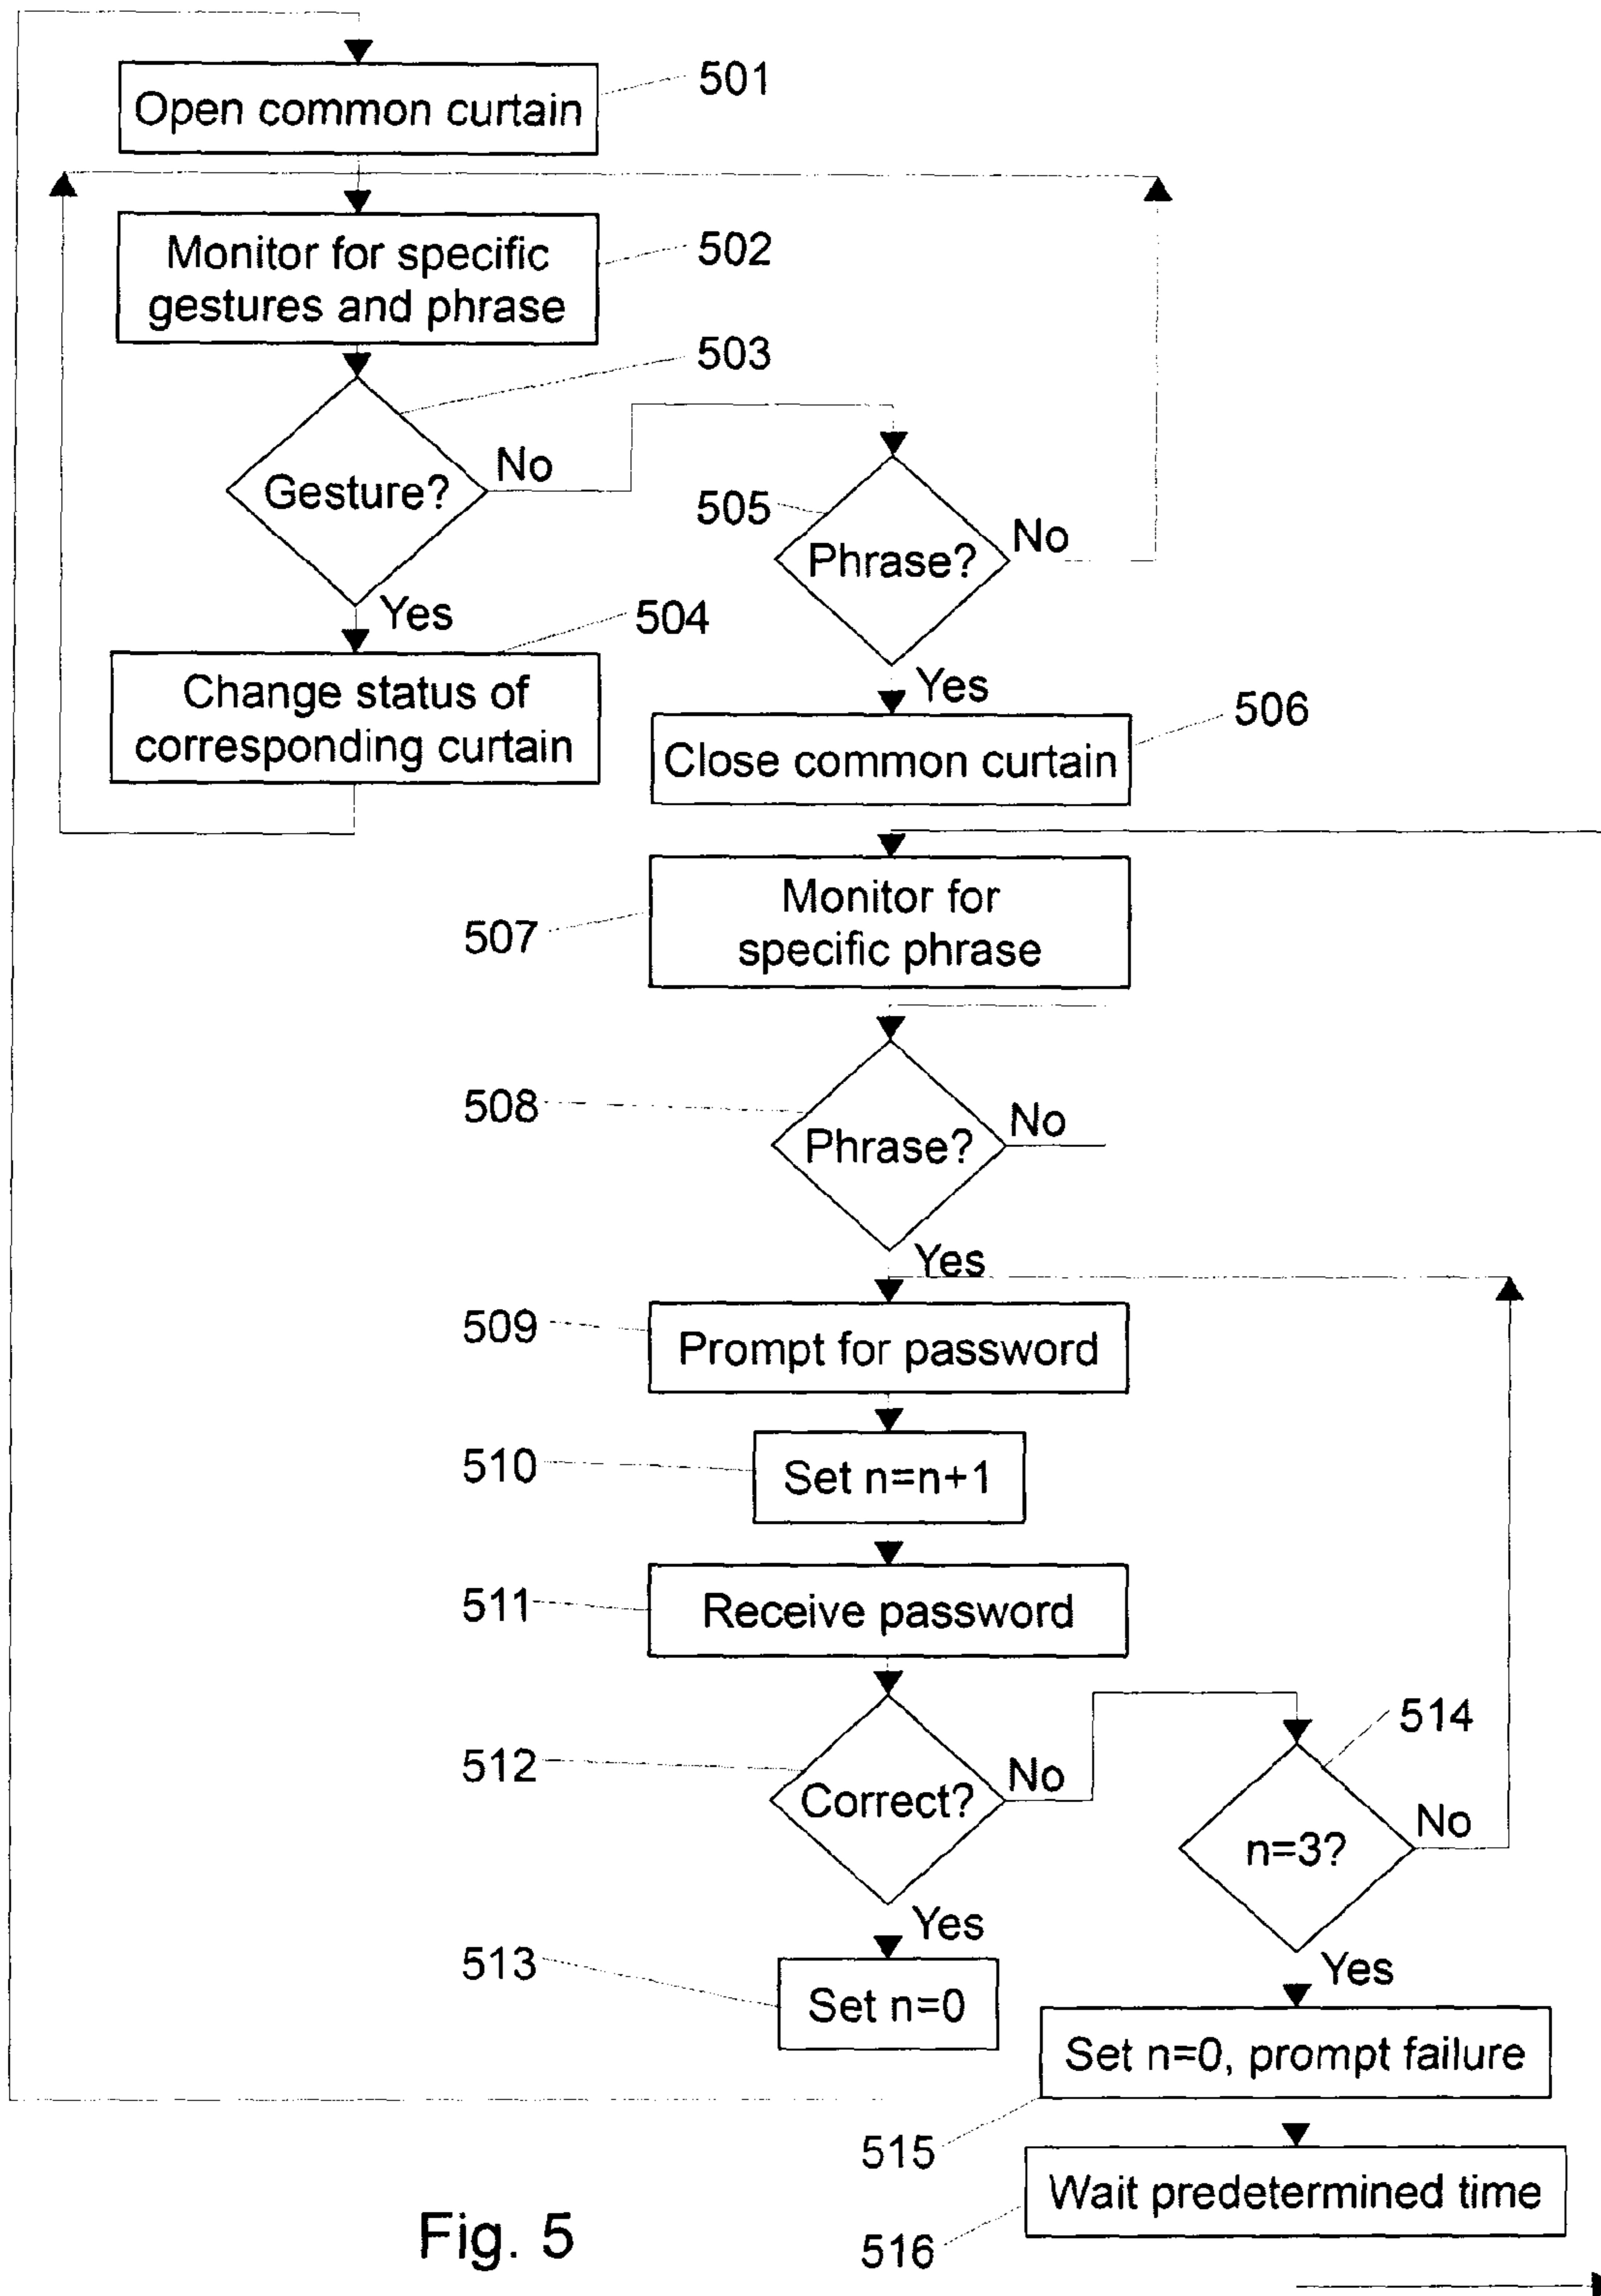 501
Open common curtain
502
Monitor for specific
gestures and phrase
503
Gesture?
No
505
Phrase?
No
Yes
504
Change status of
corresponding curtain
Yes
506
Close common curtain
507
Monitor for
specific phrase
508
Phrase?
No
Yes
509
Prompt for password
510
Set n=n+1
511
Receive password
512
Correct?
No
514
n=3?
No
Yes
513
Set n=0
Yes
Set n=0, prompt failure
515
Wait predetermined time
516
Fig. 5